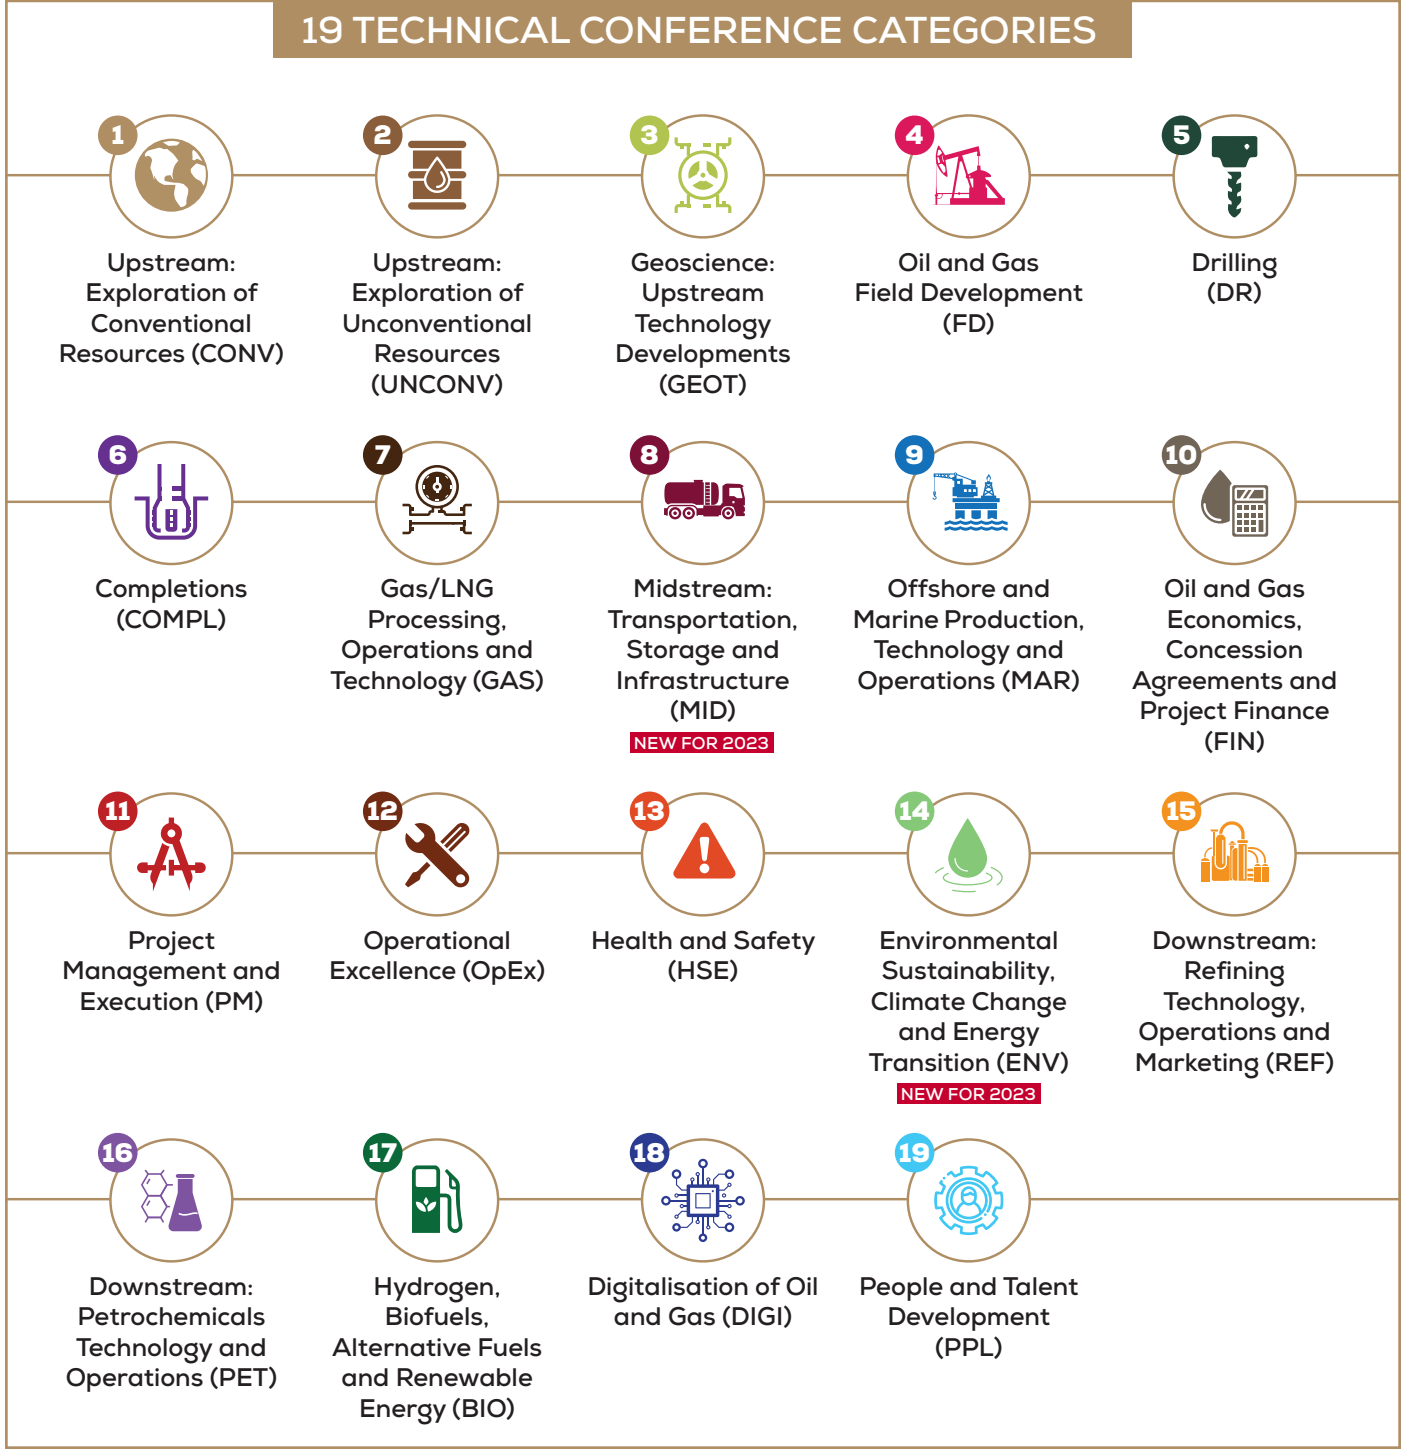 19 TECHNICAL CONFERENCE CATEGORIES
1
Upstream:
Exploration of
Conventional
Resources (CONV)
2
Upstream:
Exploration of
Unconventional
Resources
(UNCONV)
3
Geoscience:
Upstream
Technology
Developments
(GEOT)
4
Oil and Gas
Field Development
(FD)
5
Drilling
(DR)
6
Completions
(COMPL)
7
Gas/LNG
Processing,
Operations and
Technology (GAS)
8
Midstream:
Transportation,
Storage and
Infrastructure
(MID)
NEW FOR 2023
9
Offshore and
Marine Production,
Technology and
Operations (MAR)
10
Oil and Gas
Economics,
Concession
Agreements and
Project Finance
(FIN)
11
Project
Management and
Execution (PM)
12
Operational
Excellence (OpEx)
13
Health and Safety
(HSE)
14
Environmental
Sustainability,
Climate Change
and Energy
Transition (ENV)
NEW FOR 2023
15
Downstream:
Refining
Technology,
Operations and
Marketing (REF)
16
Downstream:
Petrochemicals
Technology and
Operations (PET)
17
Hydrogen,
Biofuels,
Alternative Fuels
and Renewable
Energy (BIO)
18
Digitalisation of Oil
and Gas (DIGI)
19
People and Talent
Development
(PPL)